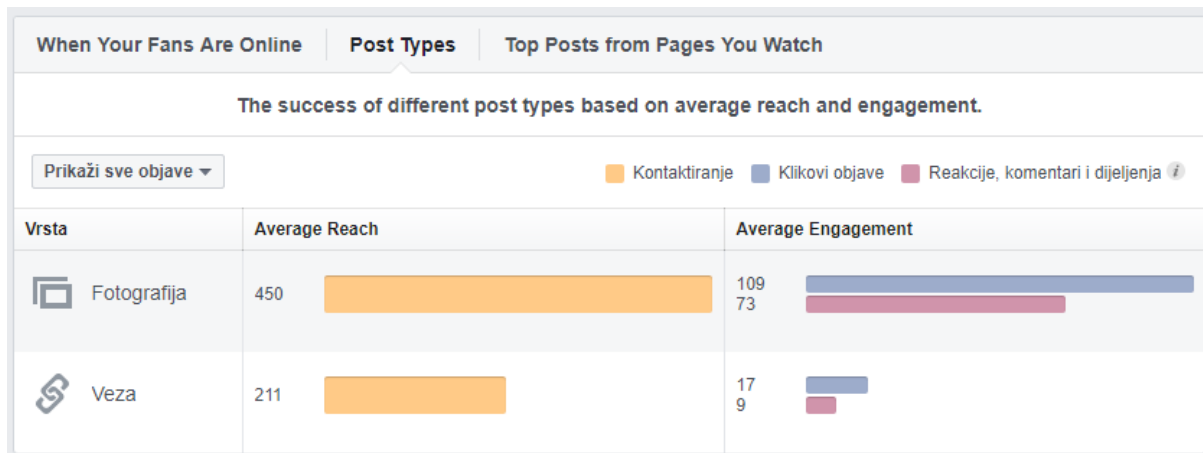 When Your Fans Are Online Post Types Top Posts from Pages You Watch
The success of different post types based on average reach and engagement.
Prikaži sve objave Kontaktiranje Klikovi objave Reakcije, komentari i dijeljenja i
Vrsta Average Reach Average Engagement
Fotografija 450 109
73
Veza 211 17
9